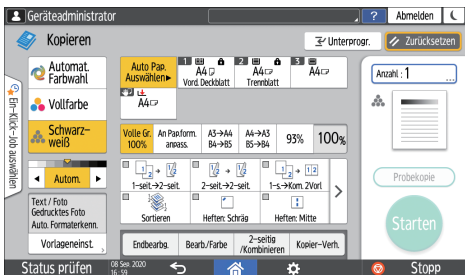 Geräteadministrator
?
Abmelden
Kopieren
Unterprogr.
Zurücksetzen
Ein-Klick-Job auswählen
Automat.
Farbwahl
Vollfarbe
Schwarz-
weiß
Autom.
Text / Foto
Gedrucktes Foto
Auto. Formaterkenn.
Vorlageneinst.
Auto Pap.
Auswählen►
1
A4
Vord. Deckblatt
2
A4
Trennblatt
3
A4
A4
Volle Gr.
100%
An Pap.form.
anpass.
A3→A4
B4→B5
A4→A3
B5→B4
93%
100%
1-seit.→2-seit.
2-seit.→2-seit.
1-s.→Kom. 2Vorl
Sortieren
Heften: Schräg
Heften: Mitte
Endbearbg.
Bearb./Farbe
2-seitig
/Kombinieren
Kopier-Verh.
Anzahl : 1
...
Probekopie
Starten
Status prüfen
08 Sep. 2020
16: 59
Stopp